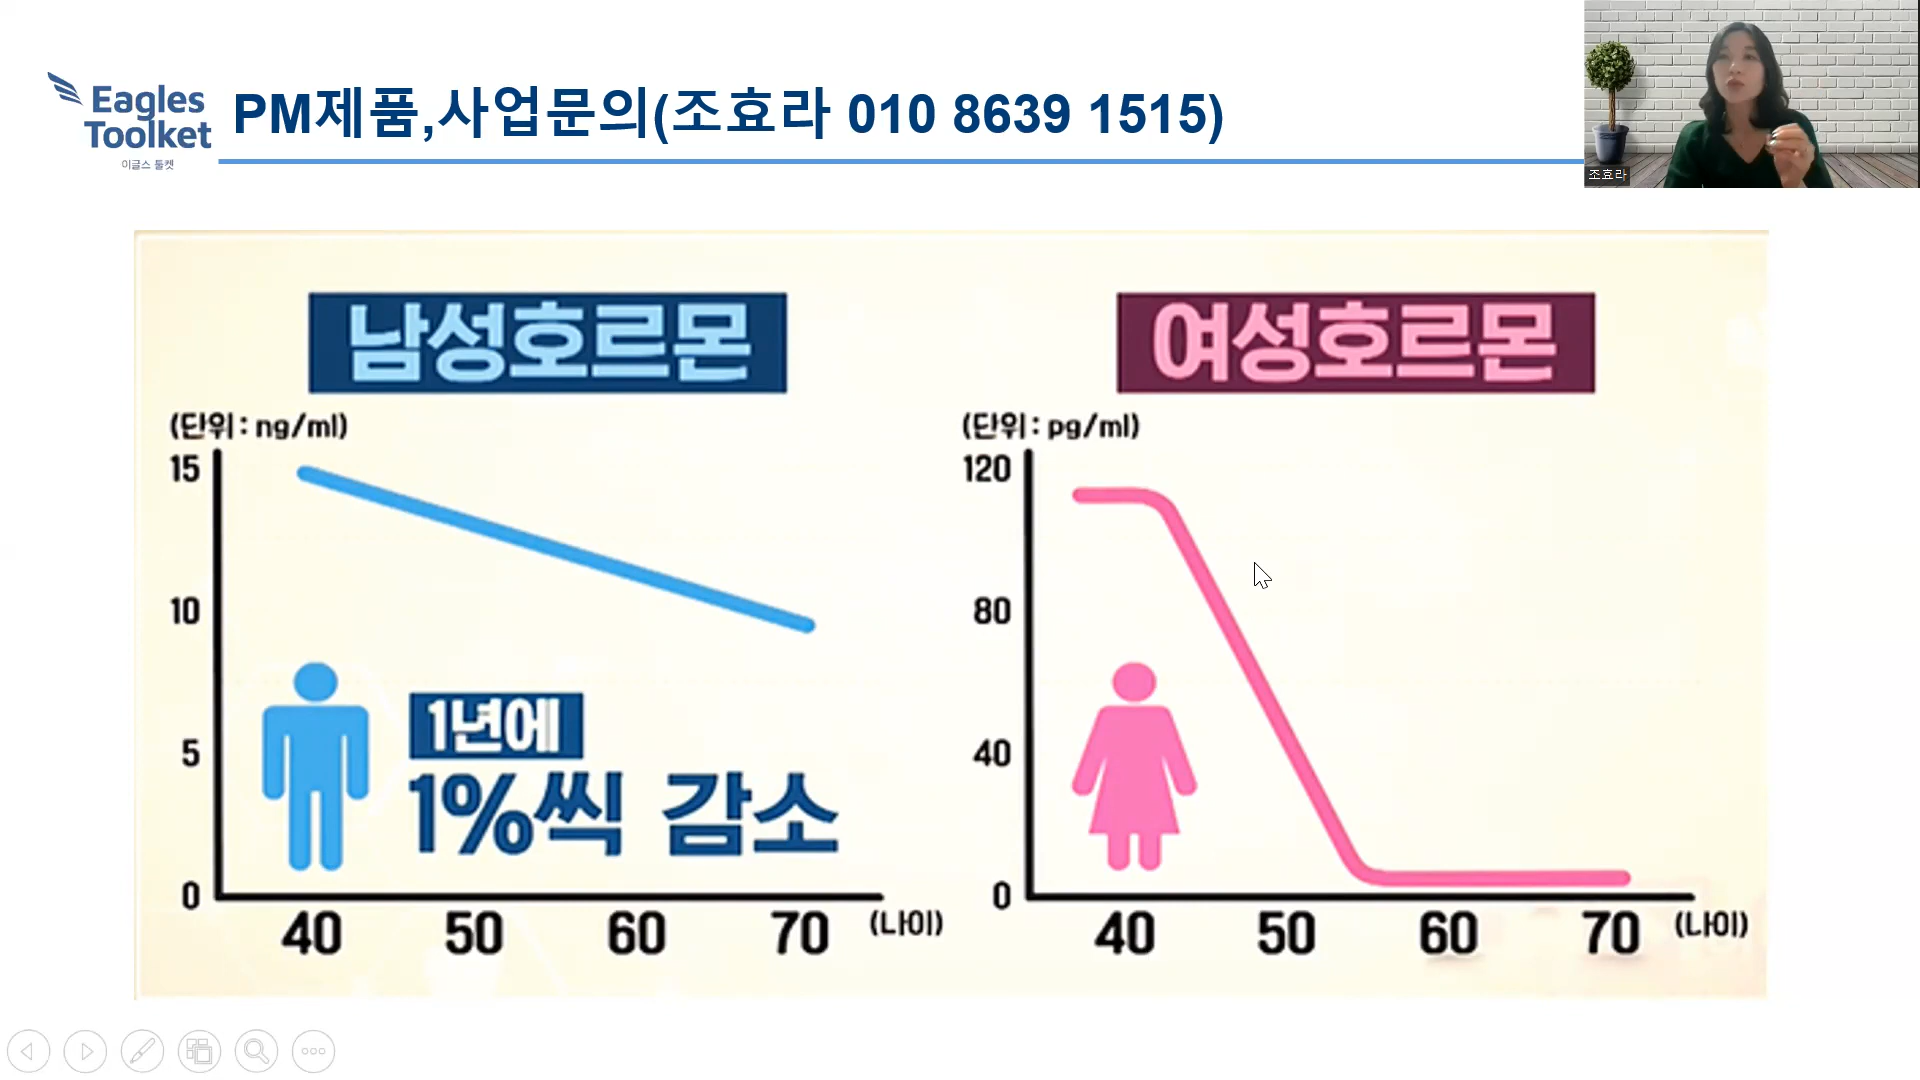 Eagles
Toolket
이글스 툴켓
PM제품,사업문의(조효라 010 8639 1515)
조효라
남성호르몬
(단위 : ng/ml)
15
10
5
0
1년에
1%씩 감소
40 50 60 70 (나이)
여성호르몬
(단위 : pg/ml)
120
80
40
0
40 50 60 70 (나이)